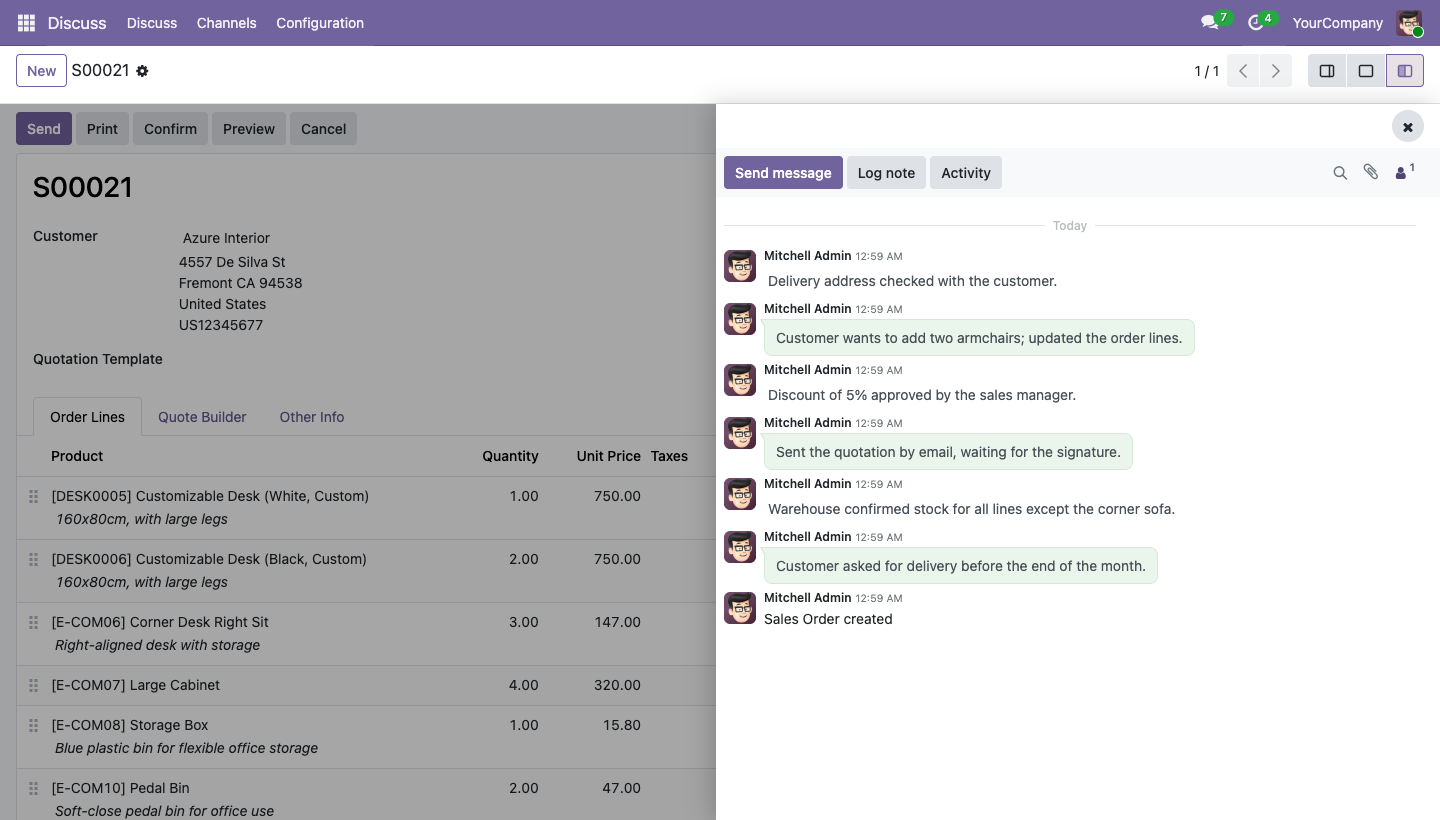 Discuss Discuss Channels Configuration 7 4 YourCompany
New S00021 1 / 1
Send Print Confirm Preview Cancel
S00021
Customer Azure Interior
4557 De Silva St
Fremont CA 94538
United States
US12345677
Quotation Template
Order Lines Quote Builder Other Info
Product Quantity Unit Price Taxes
[DESK0005] Customizable Desk (White, Custom) 1.00 750.00
160x80cm, with large legs
[DESK0006] Customizable Desk (Black, Custom) 2.00 750.00
160x80cm, with large legs
[E-COM06] Corner Desk Right Sit 3.00 147.00
Right-aligned desk with storage
[E-COM07] Large Cabinet 4.00 320.00
[E-COM08] Storage Box 1.00 15.80
Blue plastic bin for flexible office storage
[E-COM10] Pedal Bin 2.00 47.00
Soft-close pedal bin for office use
Send message Log note Activity 1
Today
Mitchell Admin 12:59 AM
Delivery address checked with the customer.
Mitchell Admin 12:59 AM
Customer wants to add two armchairs; updated the order lines.
Mitchell Admin 12:59 AM
Discount of 5% approved by the sales manager.
Mitchell Admin 12:59 AM
Sent the quotation by email, waiting for the signature.
Mitchell Admin 12:59 AM
Warehouse confirmed stock for all lines except the corner sofa.
Mitchell Admin 12:59 AM
Customer asked for delivery before the end of the month.
Mitchell Admin 12:59 AM
Sales Order created